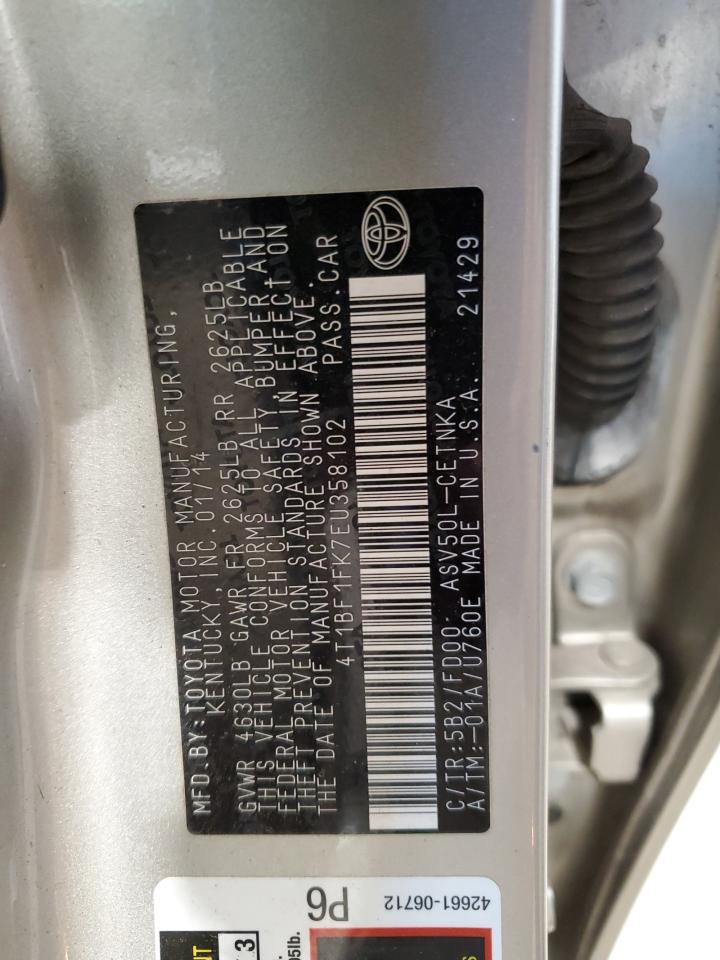 MFD. BY: TOYOTA MOTOR MANUFACTURING,
KENTUCKY, INC. 01/14
GVWR 4630LB GAWR FR 2625LB RR 2625LB
THIS VEHICLE CONFORMS TO ALL APPLICABLE
FEDERAL MOTOR VEHICLE SAFETY, BUMPER AND
THEFT PREVENTION STANDARDS IN EFFECT ON
THE DATE OF MANUFACTURE SHOWN ABOVE.
4T1BF1FK7EU358102 PASS. CAR
C/TR: 5B2/FD00 ASV50L-CETNKA
A/TM: -01A/U760E MADE IN U.S.A. 21429
42661-06712
P6